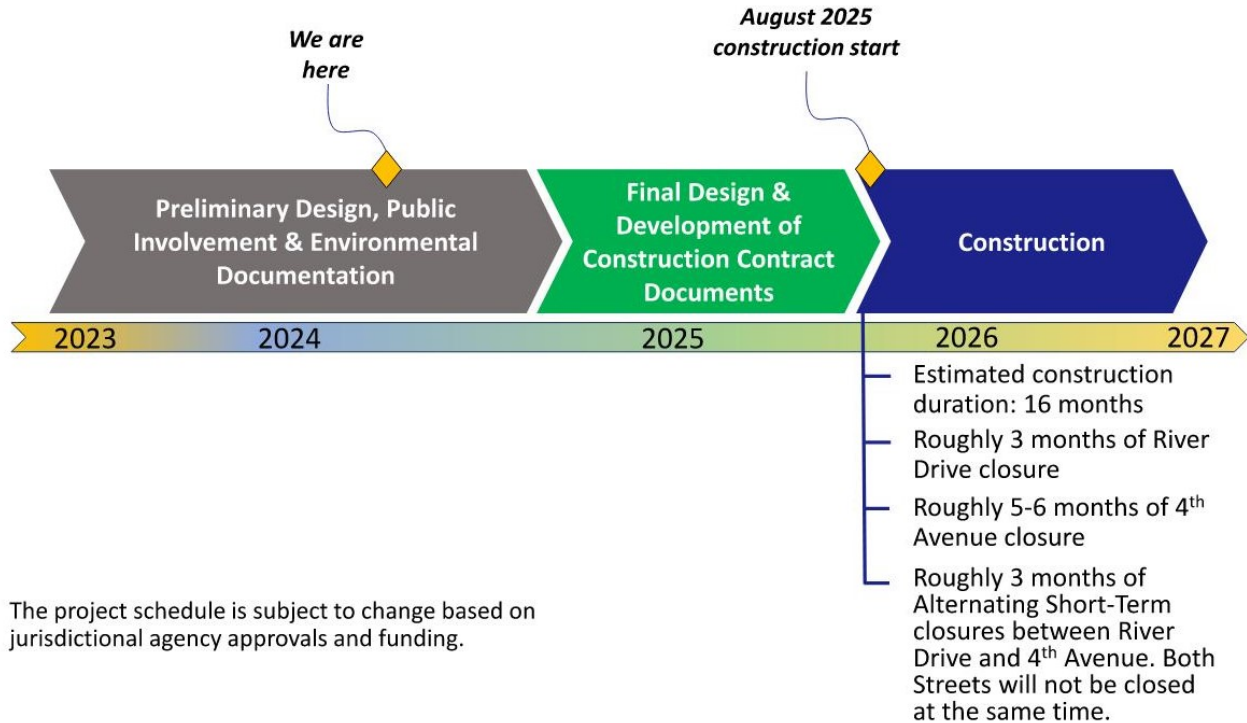 We are
here
August 2025
construction start
Preliminary Design, Public
Involvement & Environmental
Documentation
Final Design &
Development of
Construction Contract
Documents
Construction
2023 2024 2025 2026 2027
Estimated construction
duration: 16 months
Roughly 3 months of River
Drive closure
Roughly 5-6 months of 4th
Avenue closure
Roughly 3 months of
Alternating Short-Term
closures between River
Drive and 4th Avenue. Both
Streets will not be closed
at the same time.
The project schedule is subject to change based on
jurisdictional agency approvals and funding.